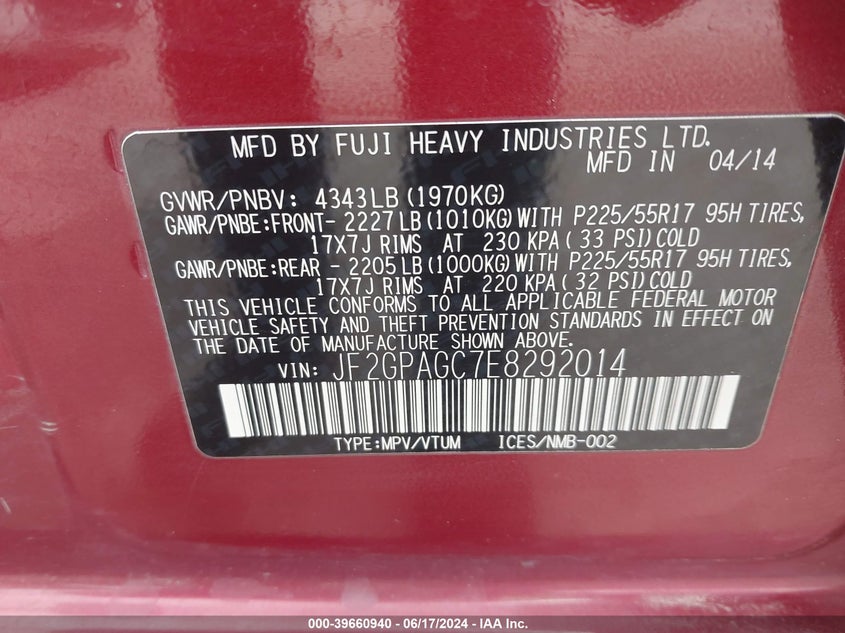 MFD BY FUJI HEAVY INDUSTRIES LTD.
MFD IN 04/14
GVWR/PNBV: 4343LB(1970KG)
GAWR/PNBE:FRONT- 2227LB(1010KG)WITH P225/55R17 95H TIRES,
17X7J RIMS AT 230 KPA( 33 PSI)COLD
GAWR/PNBE:REAR - 2205LB(1000KG)WITH P225/55R17 95H TIRES,
17X7J RIMS AT 220 KPA( 32 PSI)COLD
THIS VEHICLE CONFORMS TO ALL APPLICABLE FEDERAL MOTOR
VEHICLE SAFETY AND THEFT PREVENTION STANDARDS IN EFFECT ON
THE DATE OF MANUFACTURE SHOWN ABOVE.
VIN: JF2GPAGC7E8292014
TYPE:MPV/VTUM ICES/NMB-002
000-39660940 - 06/17/2024 - IAA Inc.